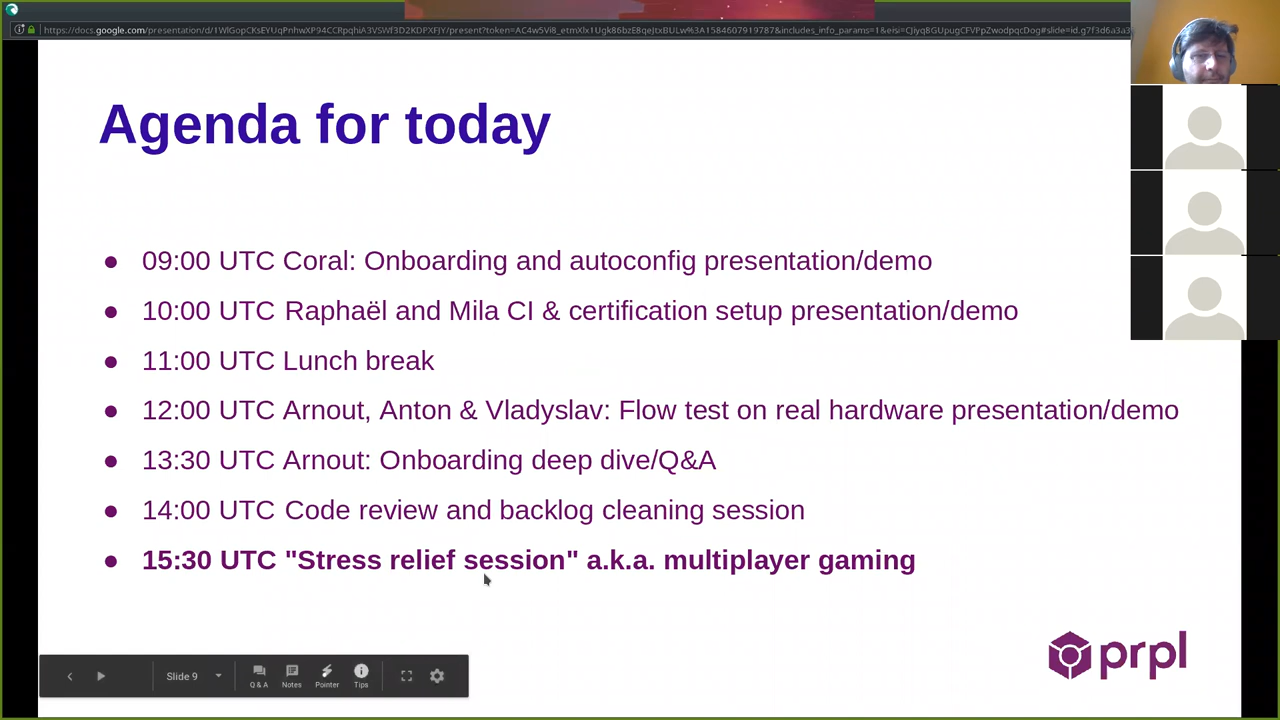 Agenda for today
● 09:00 UTC Coral: Onboarding and autoconfig presentation/demo
● 10:00 UTC Raphaël and Mila CI & certification setup presentation/demo
● 11:00 UTC Lunch break
● 12:00 UTC Arnout, Anton & Vladyslav: Flow test on real hardware presentation/demo
● 13:30 UTC Arnout: Onboarding deep dive/Q&A
● 14:00 UTC Code review and backlog cleaning session
● 15:30 UTC "Stress relief session" a.k.a. multiplayer gaming
prpl
Slide 9
Q & A Notes Pointer Tips